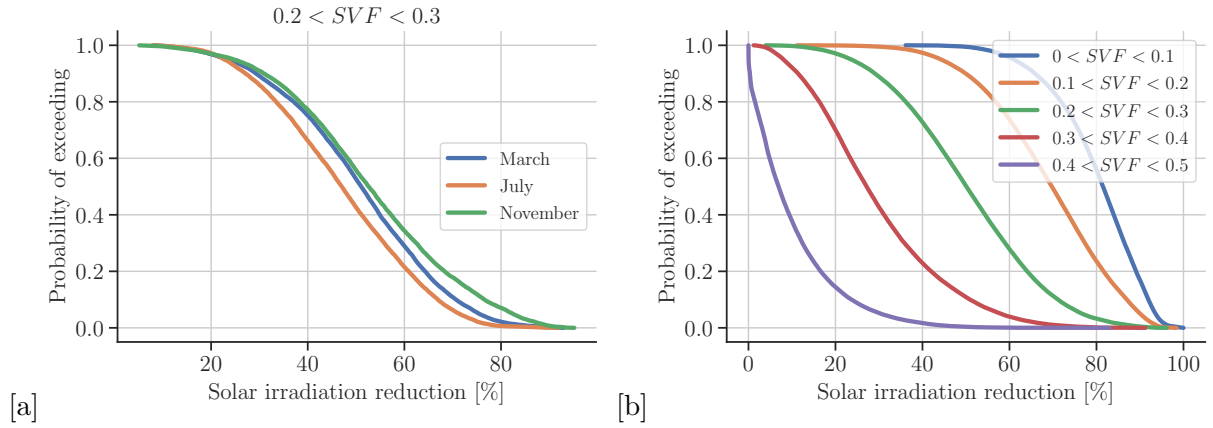 0.2 < SVF < 0.3
Probability of exceeding
1.0
0.8
0.6
0.4
0.2
0.0
March
July
November
20 40 60 80
Solar irradiation reduction [%]
[a]
Probability of exceeding
1.0
0.8
0.6
0.4
0.2
0.0
0 < SVF < 0.1
0.1 < SVF < 0.2
0.2 < SVF < 0.3
0.3 < SVF < 0.4
0.4 < SVF < 0.5
0 20 40 60 80 100
Solar irradiation reduction [%]
[b]